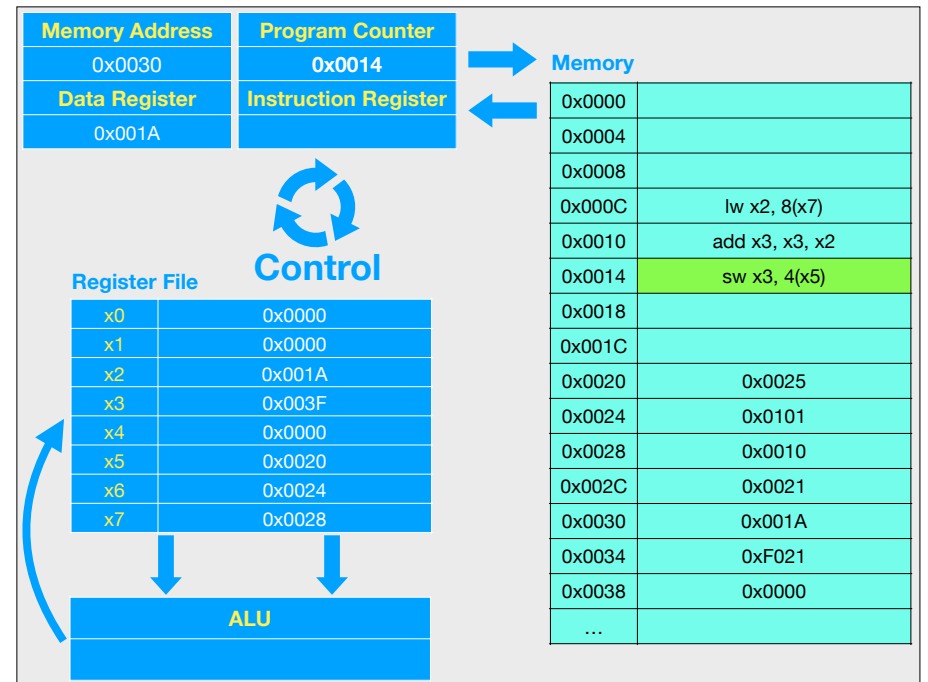 Memory Address Program Counter
0x0030 0x0014
Data Register Instruction Register
0x001A
Memory
0x0000
0x0004
0x0008
0x000C lw x2, 8(x7)
0x0010 add x3, x3, x2
0x0014 sw x3, 4(x5)
0x0018
0x001C
0x0020 0x0025
0x0024 0x0101
0x0028 0x0010
0x002C 0x0021
0x0030 0x001A
0x0034 0xF021
0x0038 0x0000
…
Control
Register File
x0 0x0000
x1 0x0000
x2 0x001A
x3 0x003F
x4 0x0000
x5 0x0020
x6 0x0024
x7 0x0028
ALU